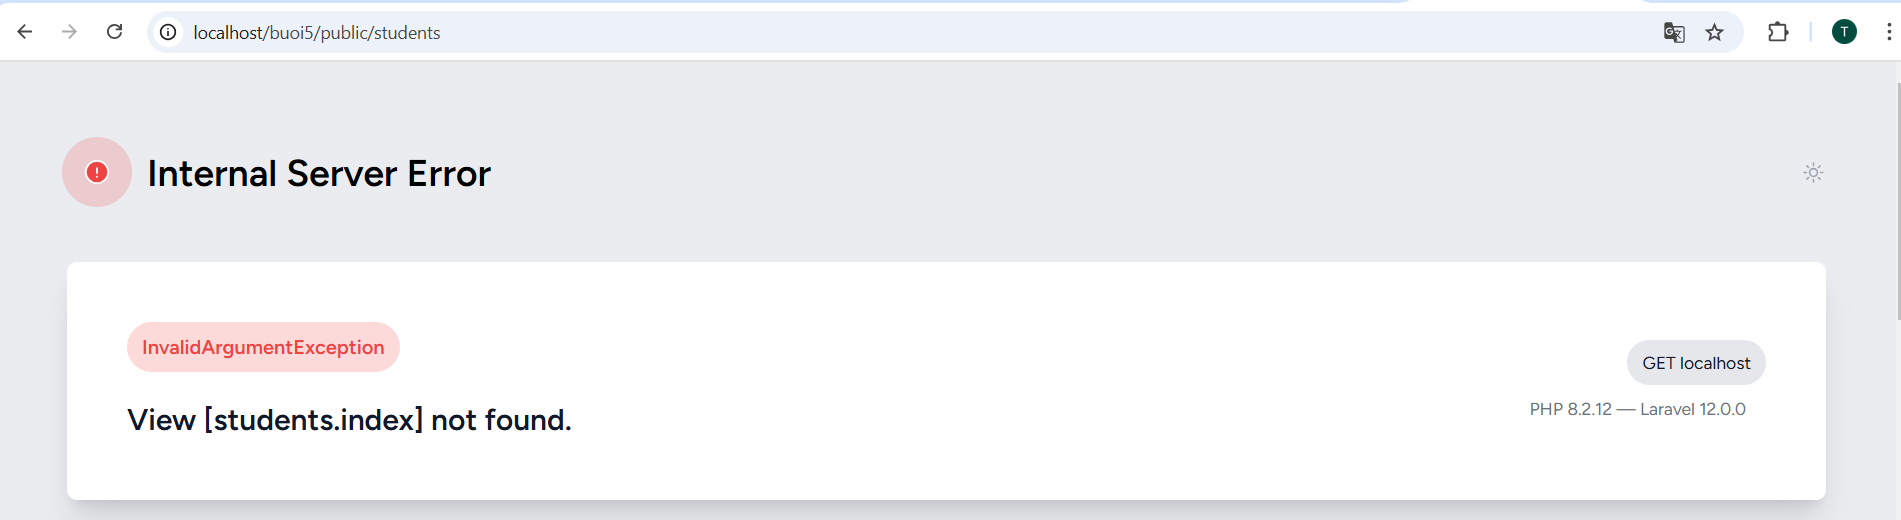 localhost/buoi5/public/students
T
Internal Server Error
InvalidArgumentException
GET localhost
PHP 8.2.12 — Laravel 12.0.0
View [students.index] not found.